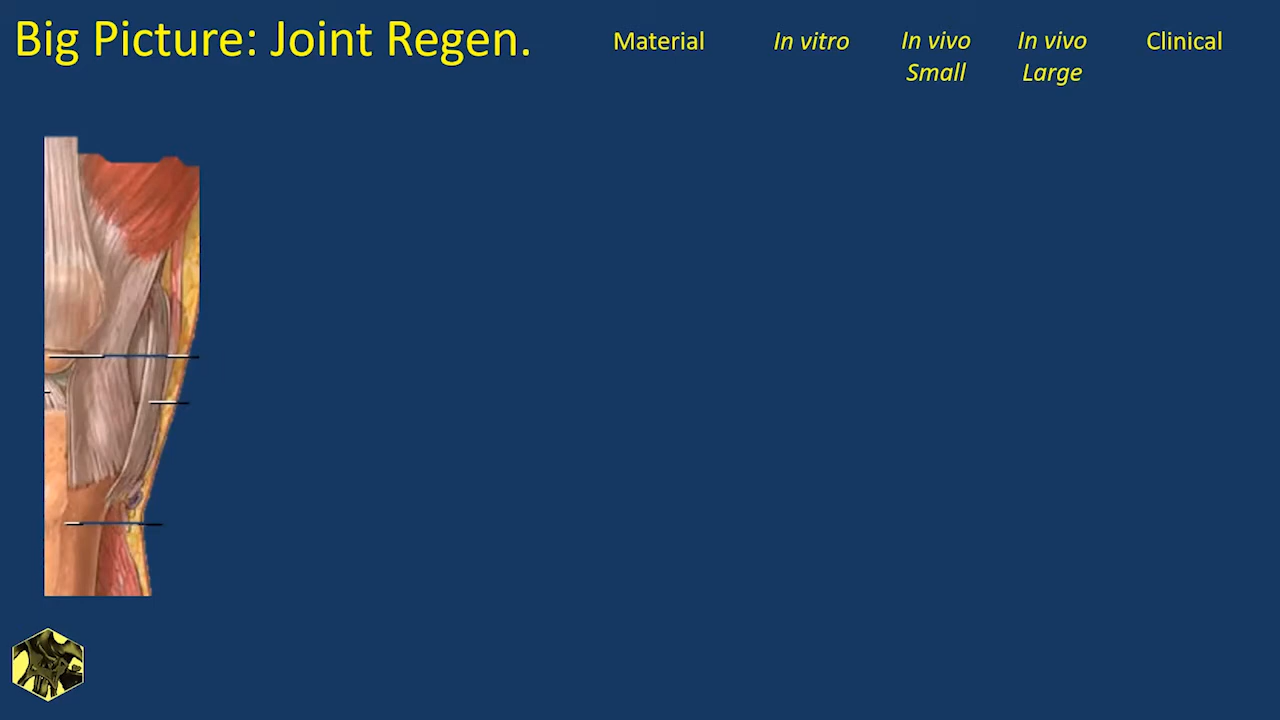 Big Picture: Joint Regen.
Material
In vitro
In vivo
Small
In vivo
Large
Clinical